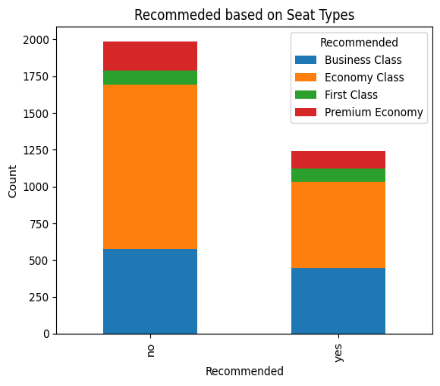 Recommeded based on Seat Types
2000
1750
1500
1250
1000
750
500
250
0
Count
Recommended
Business Class
Economy Class
First Class
Premium Economy
no
yes
Recommended